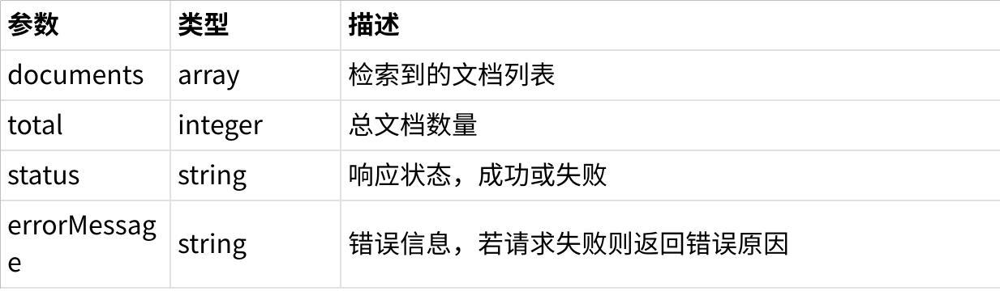 参数 类型 描述
documents array 检索到的文档列表
total integer 总文档数量
status string 响应状态，成功或失败
errorMessag
e string 错误信息，若请求失败则返回错误原因